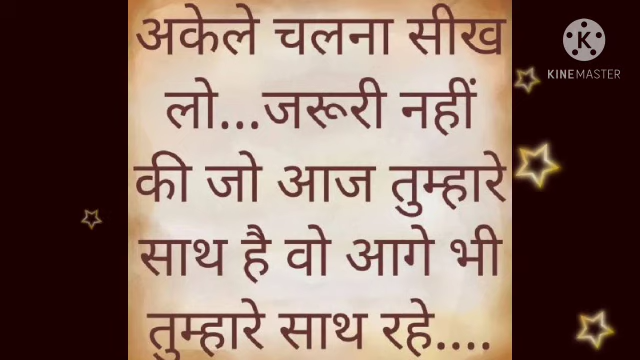 अकेले चलना सीख
लो...जरूरी नहीं
की जो आज तुम्हारे
साथ है वो आगे भी
तुम्हारे साथ रहे....
K
KINEMASTER